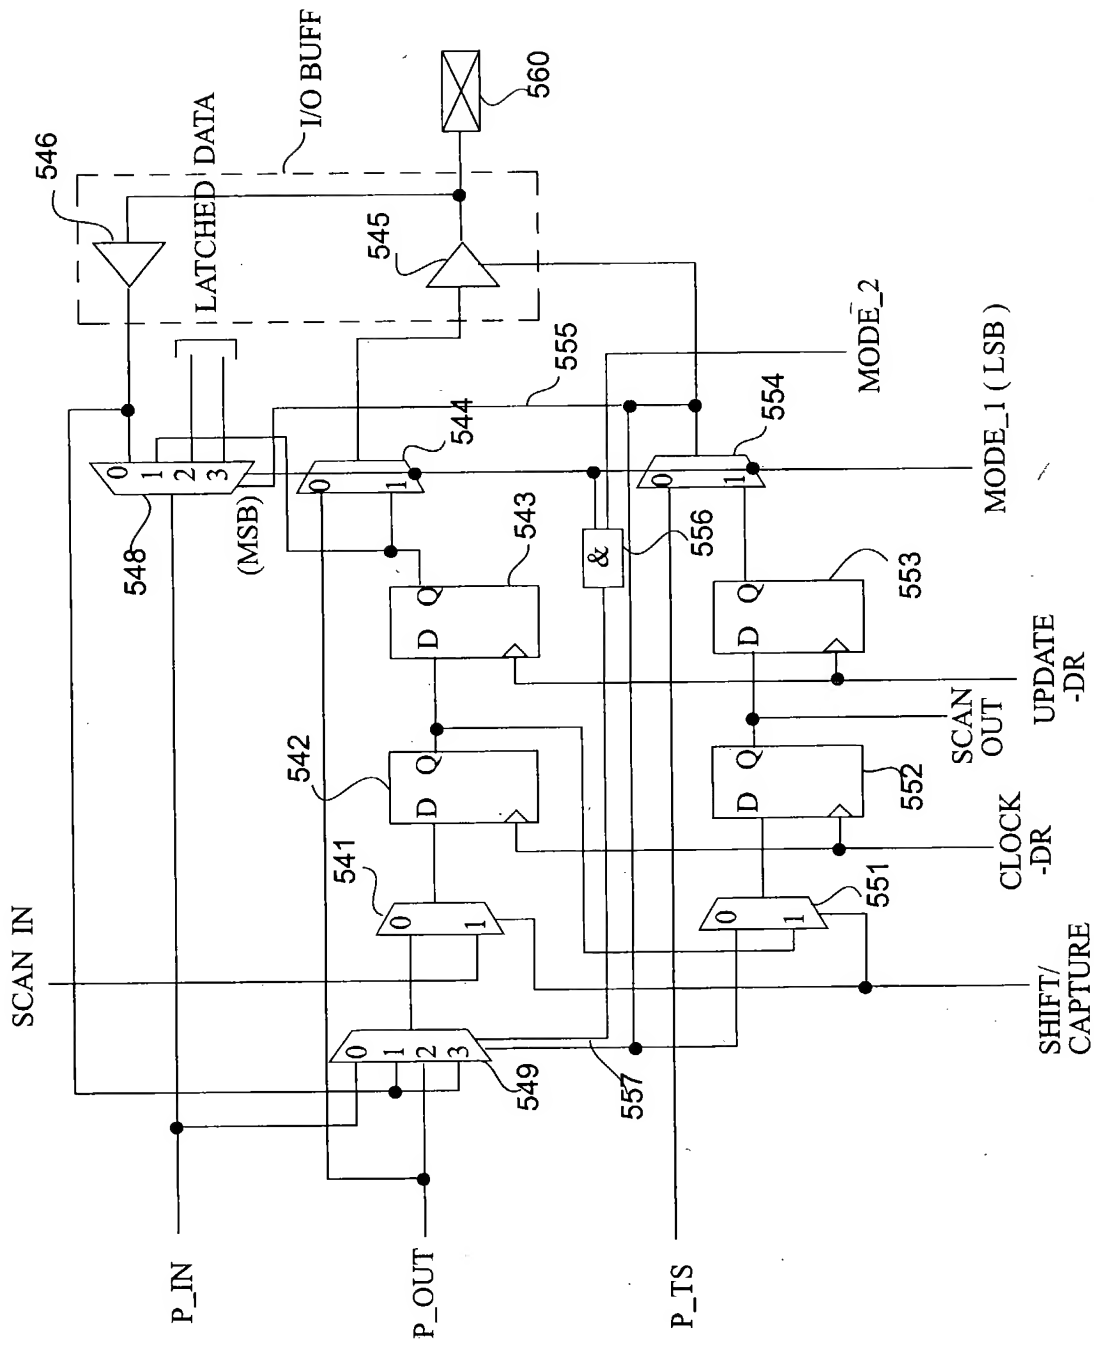 546
LATCHED DATA
I/O BUFF
560
545
555
MODE_2
MODE_1 ( LSB )
0
1
2
3
548
(MSB)
0
1
544
0
1
554
&
556
D Q
543
D Q
553
UPDATE
-DR
SCAN
OUT
D Q
542
D Q
552
CLOCK
-DR
SCAN IN
0
1
541
0
1
551
SHIFT/
CAPTURE
0
1
2
3
549
557
P_IN
P_OUT
P_TS